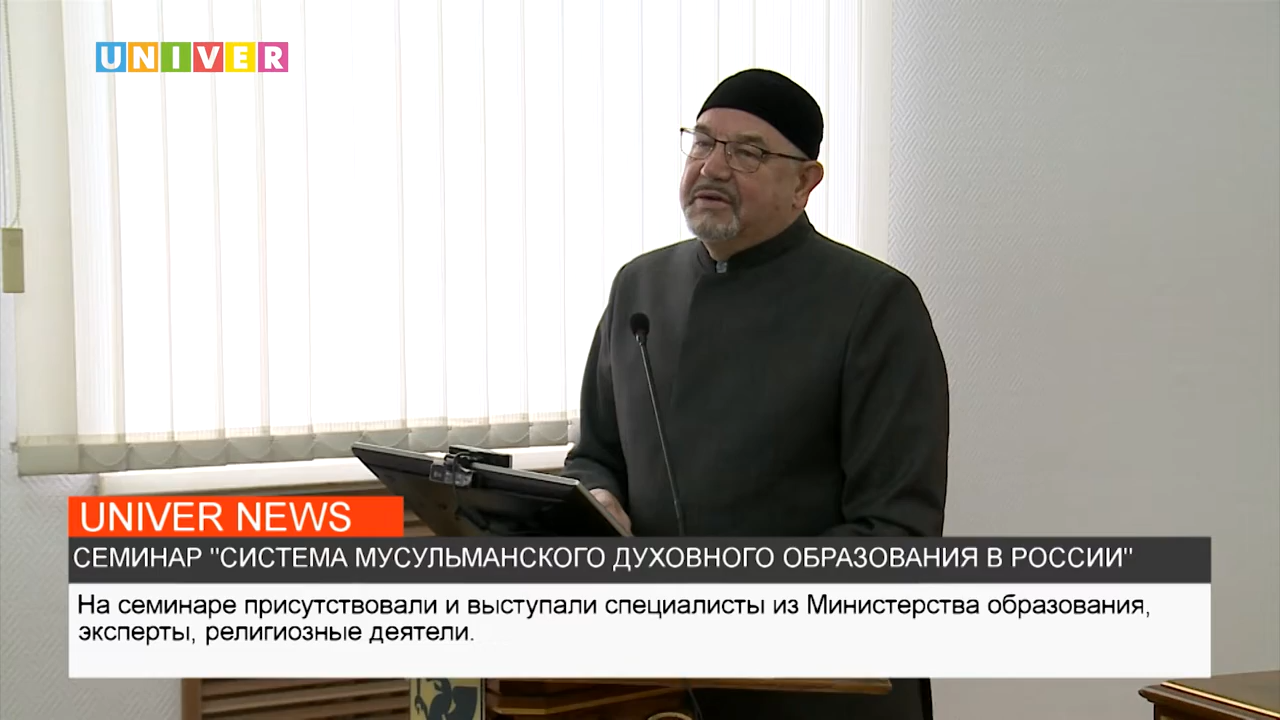 UNIVER
UNIVER NEWS
СЕМИНАР "СИСТЕМА МУСУЛЬМАНСКОГО ДУХОВНОГО ОБРАЗОВАНИЯ В РОССИИ"
На семинаре присутствовали и выступали специалисты из Министерства образования,
эксперты, религиозные деятели.